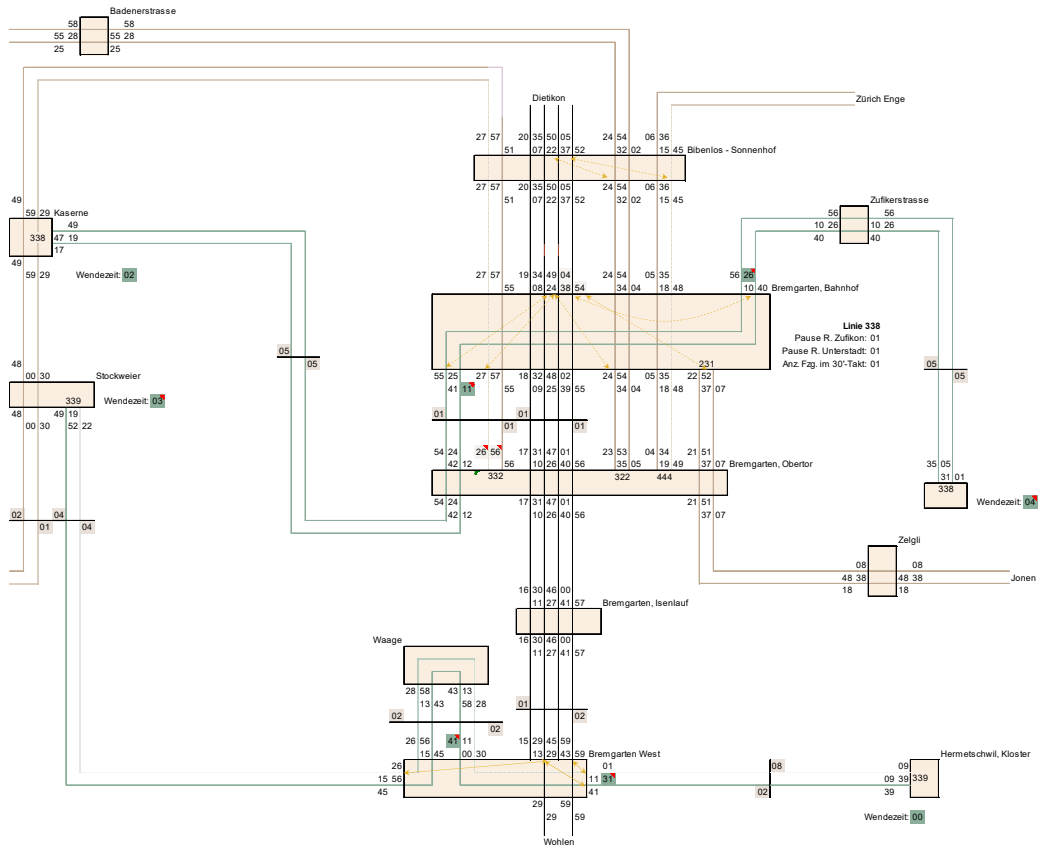 Badenerstrasse
58 58
55 28 55 28
25 25
Dietikon
Zürich Enge
27 57 20 35 50 05 24 54 06 36
51 07 22 37 52 32 02 15 45 Bibenlos - Sonnenhof
27 57 20 35 50 05 24 54 06 36
51 07 22 37 52 32 02 15 45
49
59 29 Kaserne
49
338 47 19
17
49
59 29 Wendezeit: 02
Zufikerstrasse
56 56
10 26 10 26
40 40
27 57 19 34 49 04 24 54 05 35 56 26
55 08 24 38 54 34 04 18 48 10 40 Bremgarten, Bahnhof
Linie 338
Pause R. Zufikon: 01
Pause R. Unterstadt: 01
Anz. Fzg. im 30'-Takt: 01
231
05
05
55 25 27 57 18 32 48 02 24 54 05 35 22 52
41 11 55 09 25 39 55 34 04 18 48 37 07
05
05
48
00 30 Stockweier
339 Wendezeit: 03
48 49 19
00 30 52 22
01 01
01 01
54 24 26 56 17 31 47 01 23 53 04 34 21 51
42 12 56 10 26 40 56 35 05 19 49 37 07 Bremgarten, Obertor
332 322 444
54 24 17 31 47 01 21 51
42 12 10 26 40 56 37 07
35 05
31 01
338 Wendezeit: 04
02 04
01 04
Zelgli
08 08
48 38 48 38
18 18
Jonen
16 30 46 00
11 27 41 57 Bremgarten, Isenlauf
16 30 46 00
11 27 41 57
Waage
28 58 43 13
13 43 58 28
01
02
02
02
26 56 41 11 15 29 45 59
15 45 00 30 13 29 43 59 Bremgarten West
26 01
15 56 11 31
45 41
08
02
Hermetschwil, Kloster
09
09 39 339
39
29 59
29 59
Wendezeit: 00
Wohlen